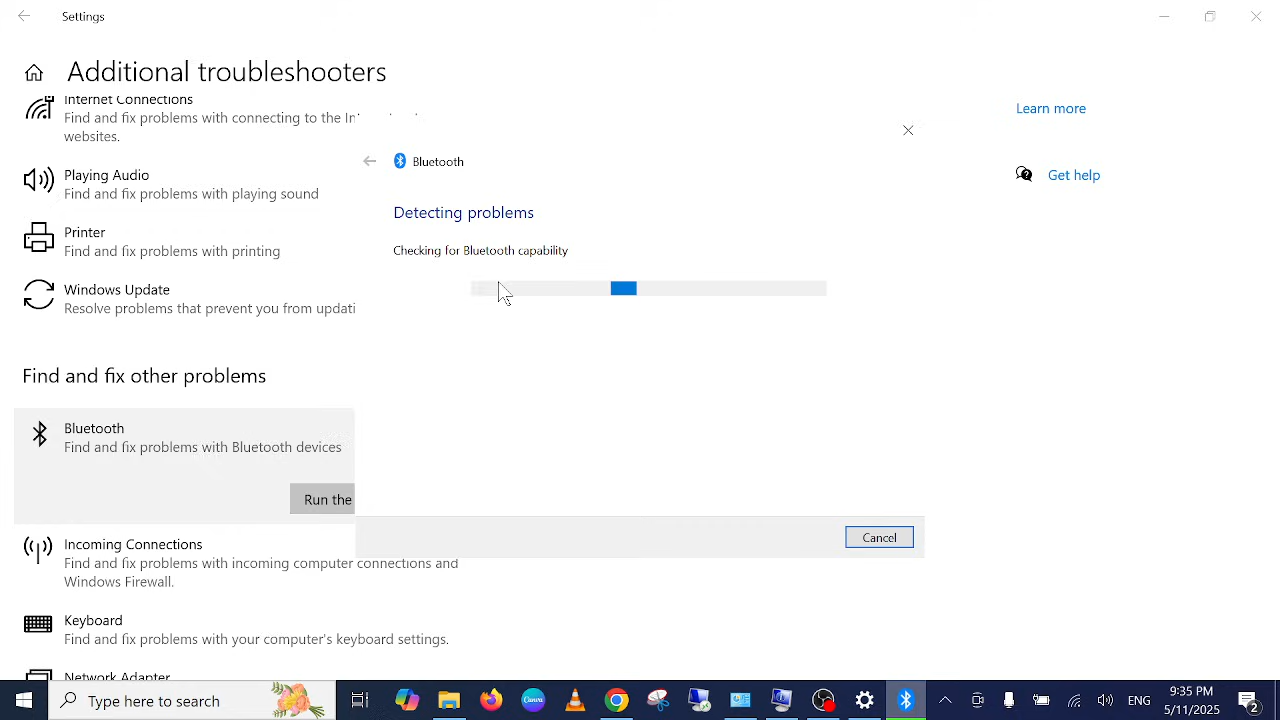 Settings
Additional troubleshooters
Internet Connections
Find and fix problems with connecting to the In
websites.
Learn more
Bluetooth
Playing Audio
Find and fix problems with playing sound
Get help
Detecting problems
Printer
Find and fix problems with printing
Checking for Bluetooth capability
Windows Update
Resolve problems that prevent you from updati
Find and fix other problems
Bluetooth
Find and fix problems with Bluetooth devices
Run the
Cancel
Incoming Connections
Find and fix problems with incoming computer connections and
Windows Firewall.
Keyboard
Find and fix problems with your computer's keyboard settings.
Network Adapter
Type here to search
Canva
ENG
9:35 PM
5/11/2025
2